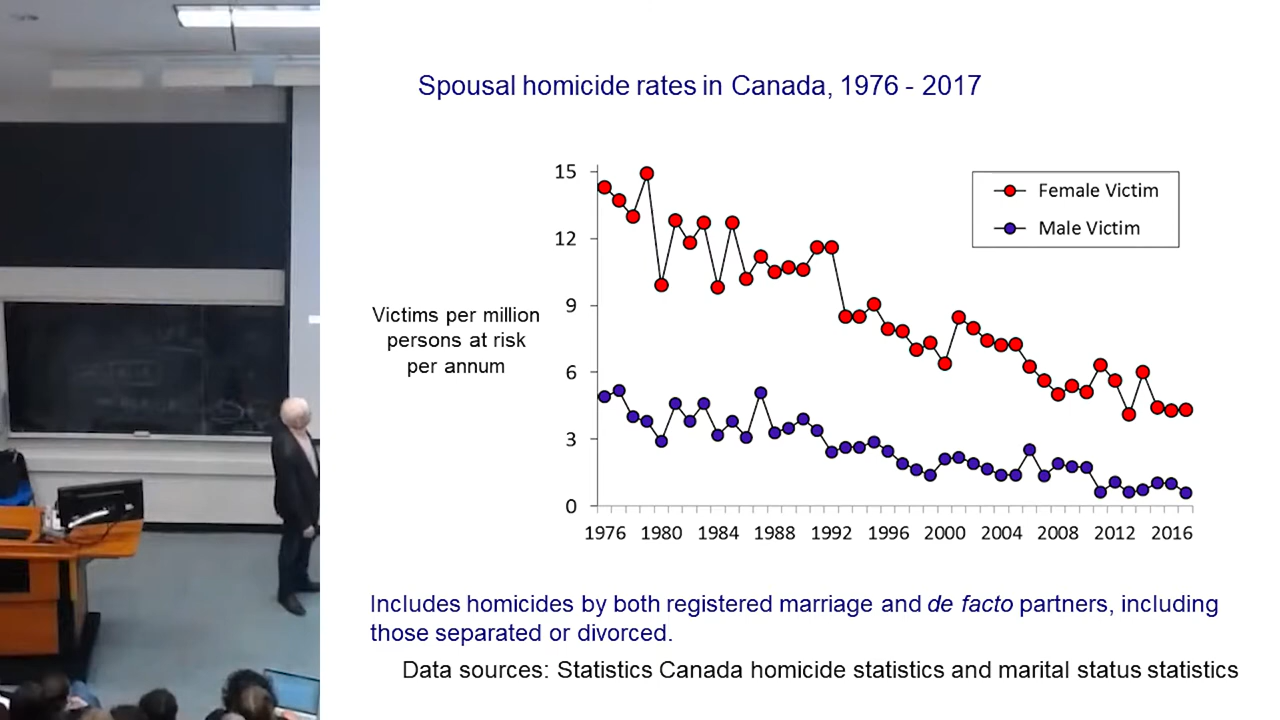 Spousal homicide rates in Canada, 1976 - 2017
15
12
9
6
3
0
Victims per million
persons at risk
per annum
Female Victim
Male Victim
1976 1980 1984 1988 1992 1996 2000 2004 2008 2012 2016
Includes homicides by both registered marriage and de facto partners, including
those separated or divorced.
Data sources: Statistics Canada homicide statistics and marital status statistics